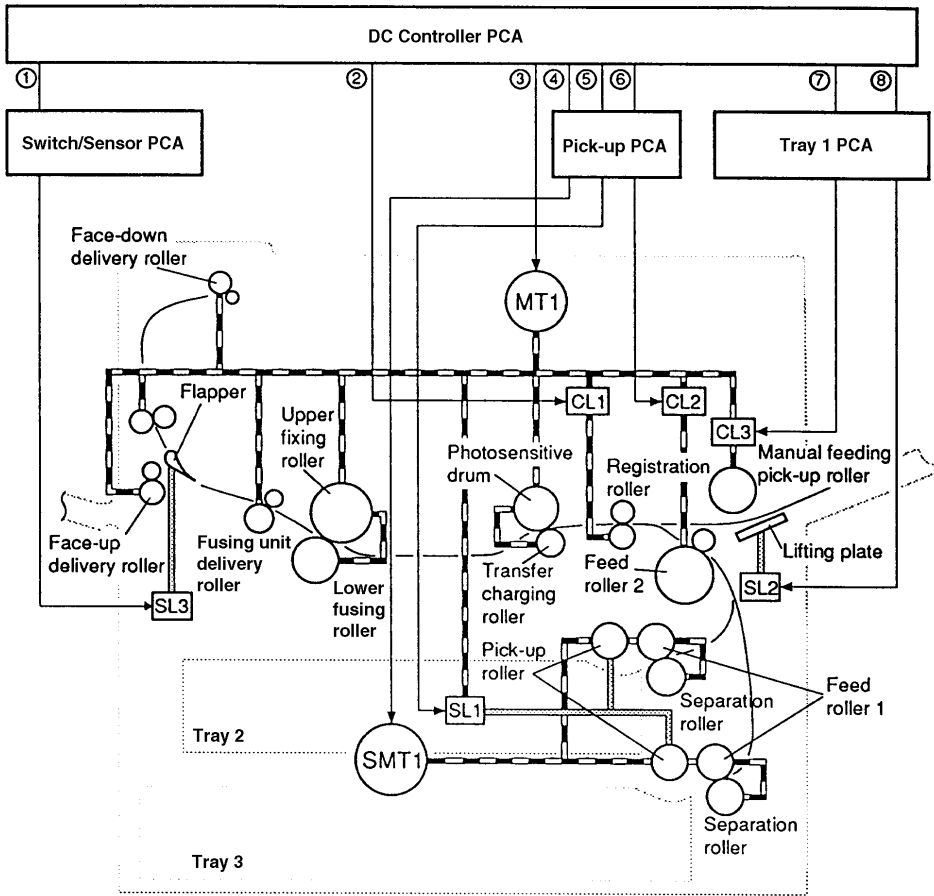 DC Controller PCA
① ② ③ ④ ⑤ ⑥ ⑦ ⑧
Switch/Sensor PCA
Pick-up PCA
Tray 1 PCA
Face-down
delivery roller
MT1
Flapper
CL1
CL2
CL3
Upper
fixing
roller
Photosensitive
drum
Registration
roller
Manual feeding
pick-up roller
Face-up
delivery roller
Fusing unit
delivery
roller
Lower
fusing
roller
Transfer
charging
roller
Feed
roller 2
Lifting plate
SL3
SL2
Pick-up
roller
Separation
roller
Feed
roller 1
SL1
Tray 2
SMT1
Separation
roller
Tray 3